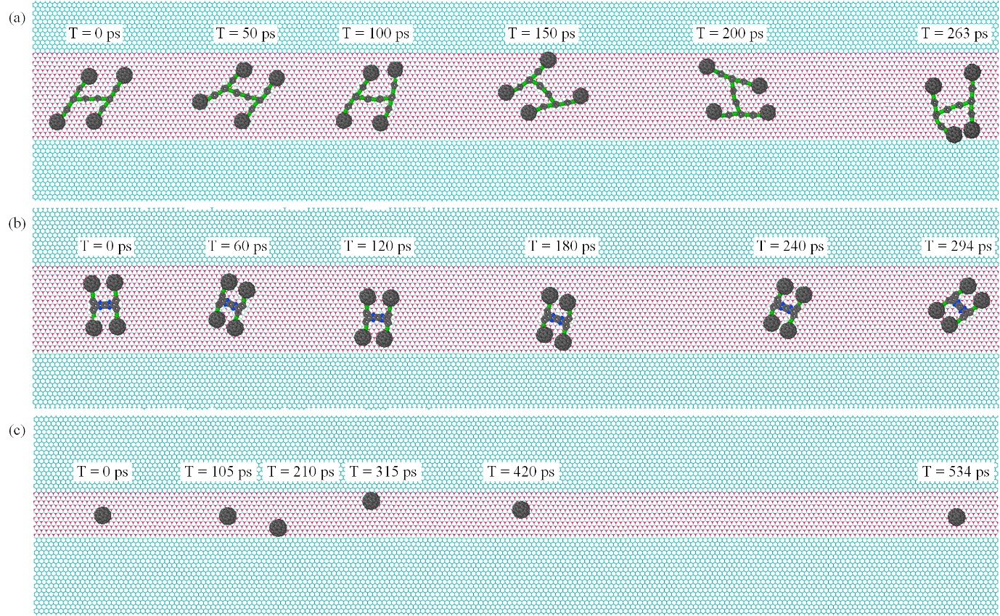 (a)
T = 0 ps T = 50 ps T = 100 ps T = 150 ps T = 200 ps T = 263 ps
(b)
T = 0 ps T = 60 ps T = 120 ps T = 180 ps T = 240 ps T = 294 ps
(c)
T = 0 ps T = 105 ps T = 210 ps T = 315 ps T = 420 ps T = 534 ps